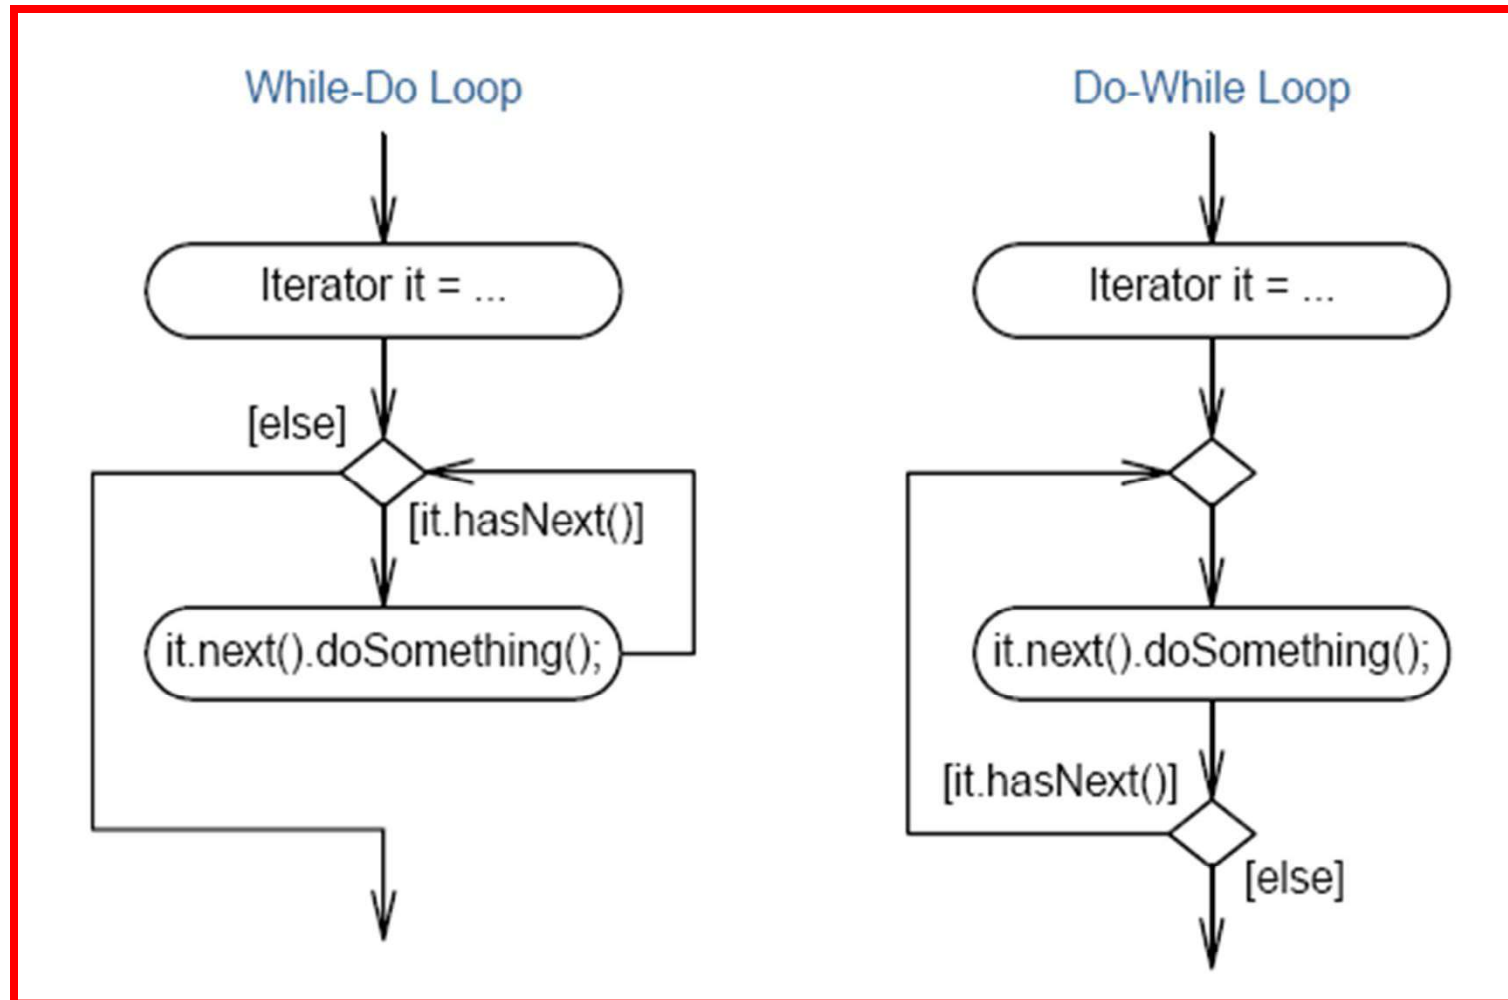 While-Do Loop
Iterator it = ...
[else]
[it.hasNext()]
it.next().doSomething();
Do-While Loop
Iterator it = ...
it.next().doSomething();
[it.hasNext()]
[else]